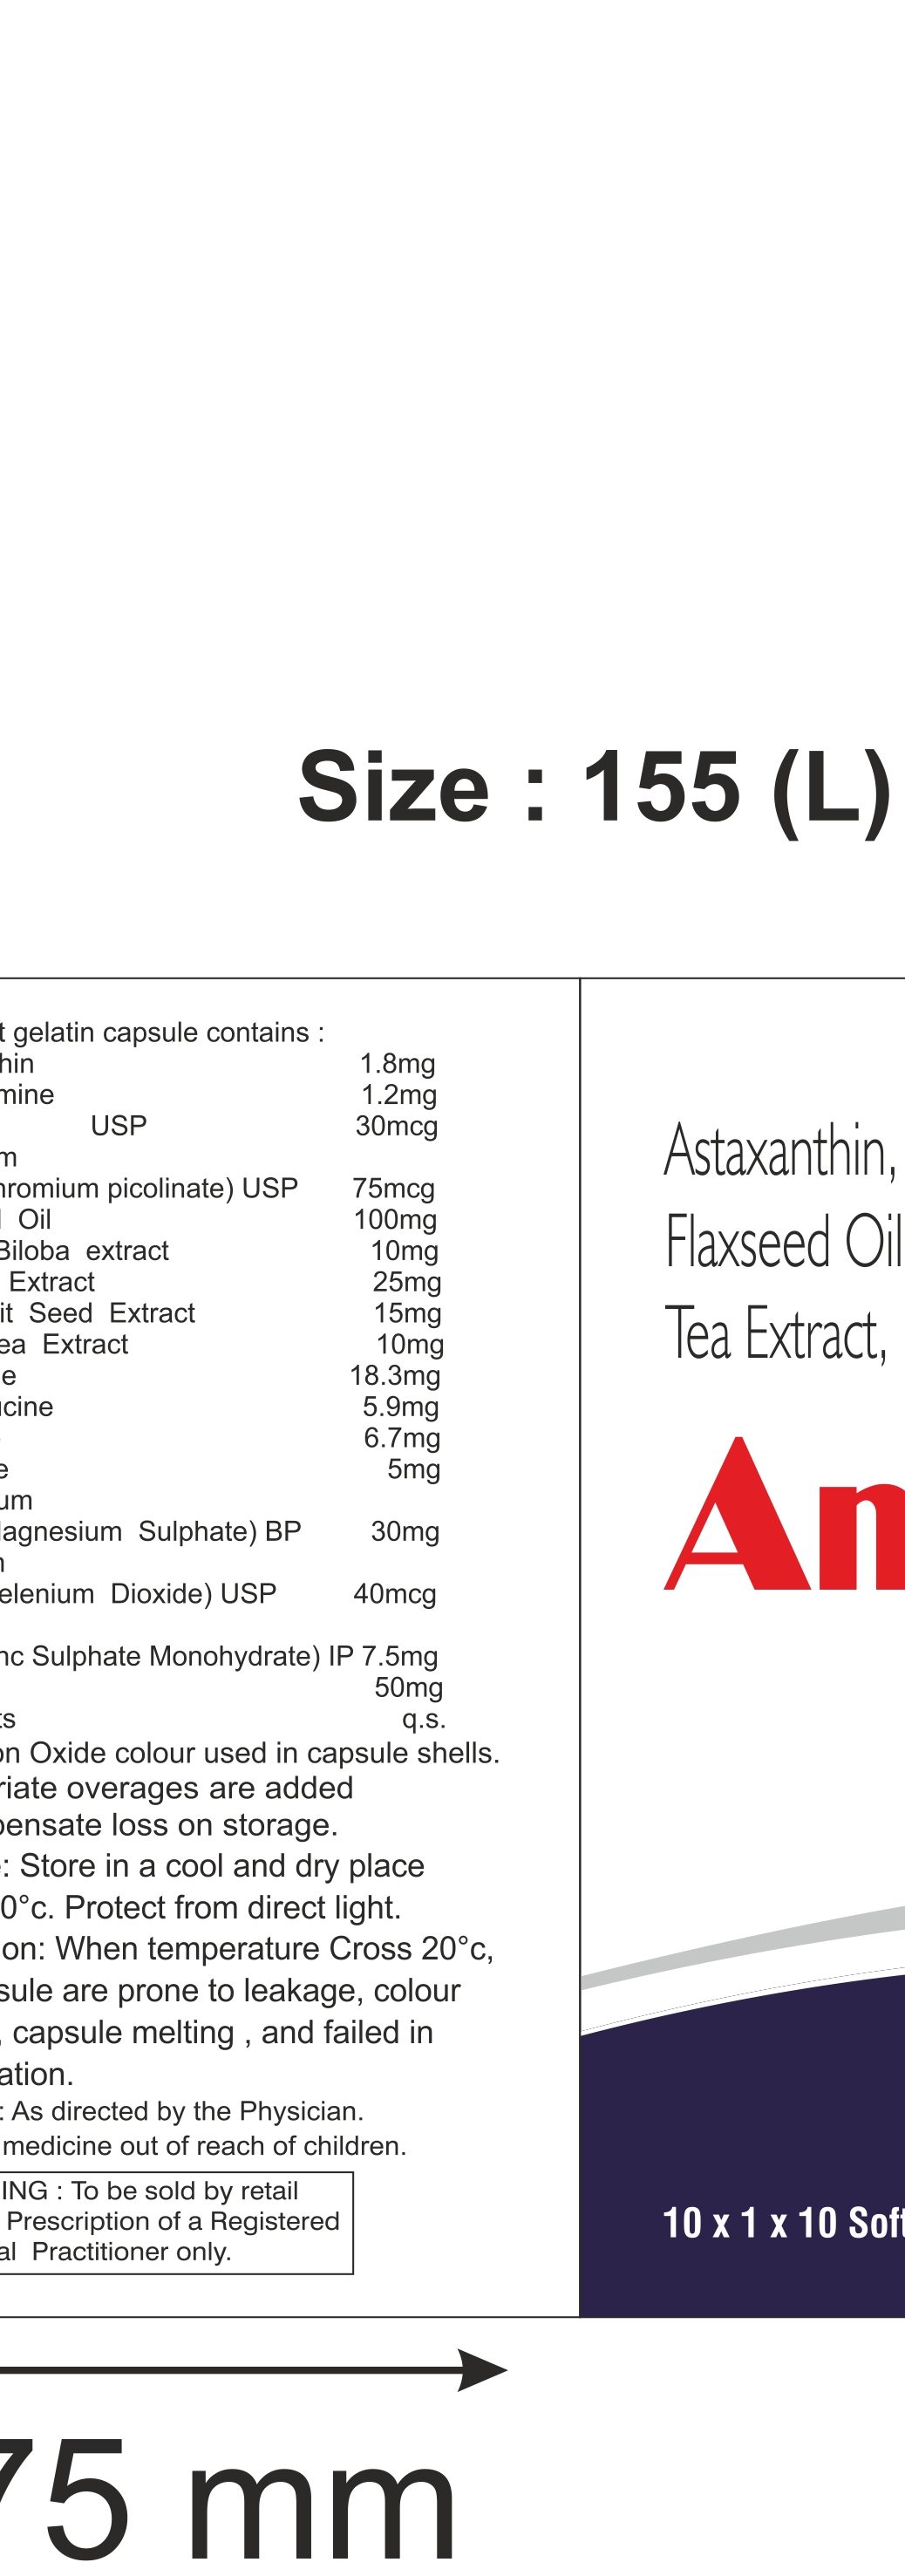 Size : 155 (L)
t gelatin capsule contains :
hin 1.8mg
mine 1.2mg
USP 30mcg
m
hromium picolinate) USP 75mcg
l Oil 100mg
Biloba extract 10mg
Extract 25mg
it Seed Extract 15mg
ea Extract 10mg
e 18.3mg
ucine 5.9mg
6.7mg
e 5mg
um
Magnesium Sulphate) BP 30mg
n
elenium Dioxide) USP 40mcg
nc Sulphate Monohydrate) IP 7.5mg
50mg
ts q.s.
on Oxide colour used in capsule shells.
riate overages are added
pensate loss on storage.
e: Store in a cool and dry place
0°c. Protect from direct light.
ion: When temperature Cross 20°c,
sule are prone to leakage, colour
, capsule melting , and failed in
ation.
: As directed by the Physician.
medicine out of reach of children.
ING : To be sold by retail
Prescription of a Registered
al Practitioner only.
Astaxanthin,
Flaxseed Oil
Tea Extract,
An
10 x 1 x 10 Soft
75 mm